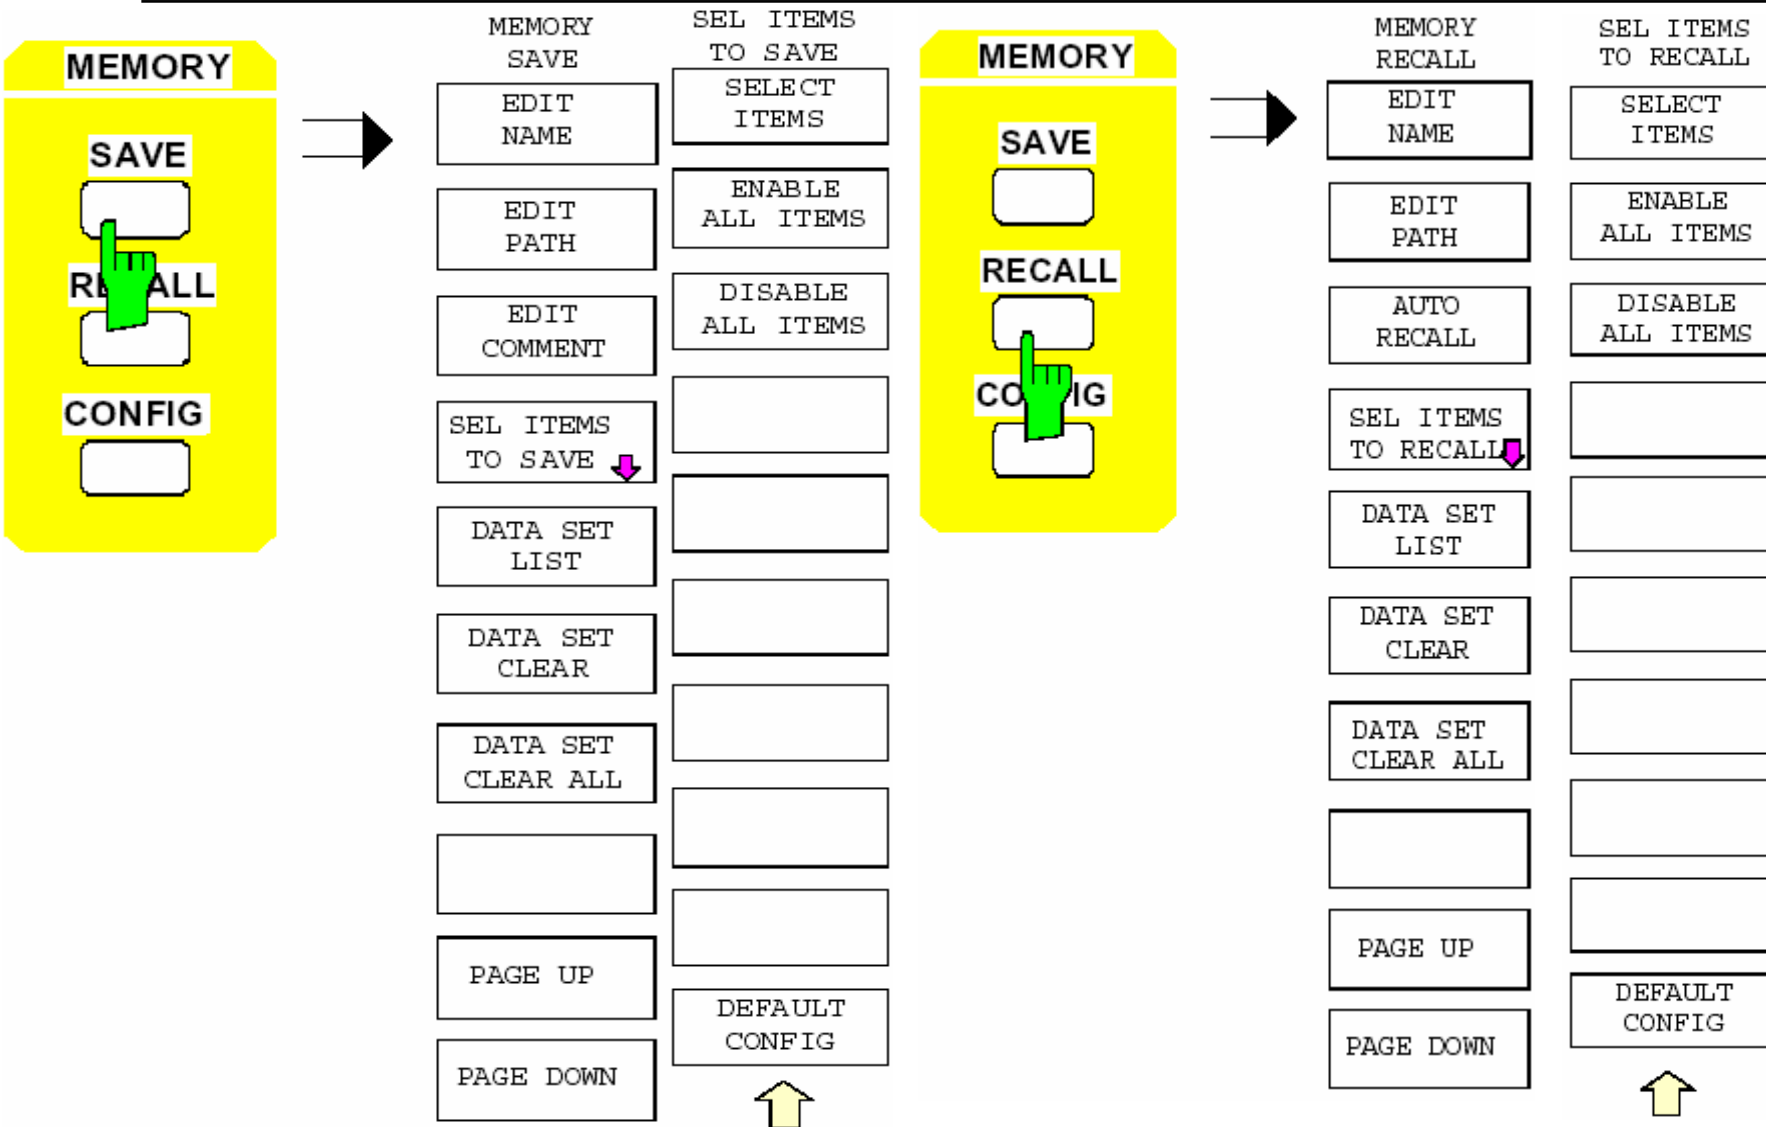 MEMORY
SAVE
RECALL
CONFIG
MEMORY
SAVE
EDIT
NAME
EDIT
PATH
EDIT
COMMENT
SEL ITEMS
TO SAVE
DATA SET
LIST
DATA SET
CLEAR
DATA SET
CLEAR ALL
PAGE UP
PAGE DOWN
SEL ITEMS
TO SAVE
SELECT
ITEMS
ENABLE
ALL ITEMS
DISABLE
ALL ITEMS
DEFAULT
CONFIG
MEMORY
SAVE
RECALL
CONFIG
MEMORY
RECALL
EDIT
NAME
EDIT
PATH
AUTO
RECALL
SEL ITEMS
TO RECALL
DATA SET
LIST
DATA SET
CLEAR
DATA SET
CLEAR ALL
PAGE UP
PAGE DOWN
SEL ITEMS
TO RECALL
SELECT
ITEMS
ENABLE
ALL ITEMS
DISABLE
ALL ITEMS
DEFAULT
CONFIG